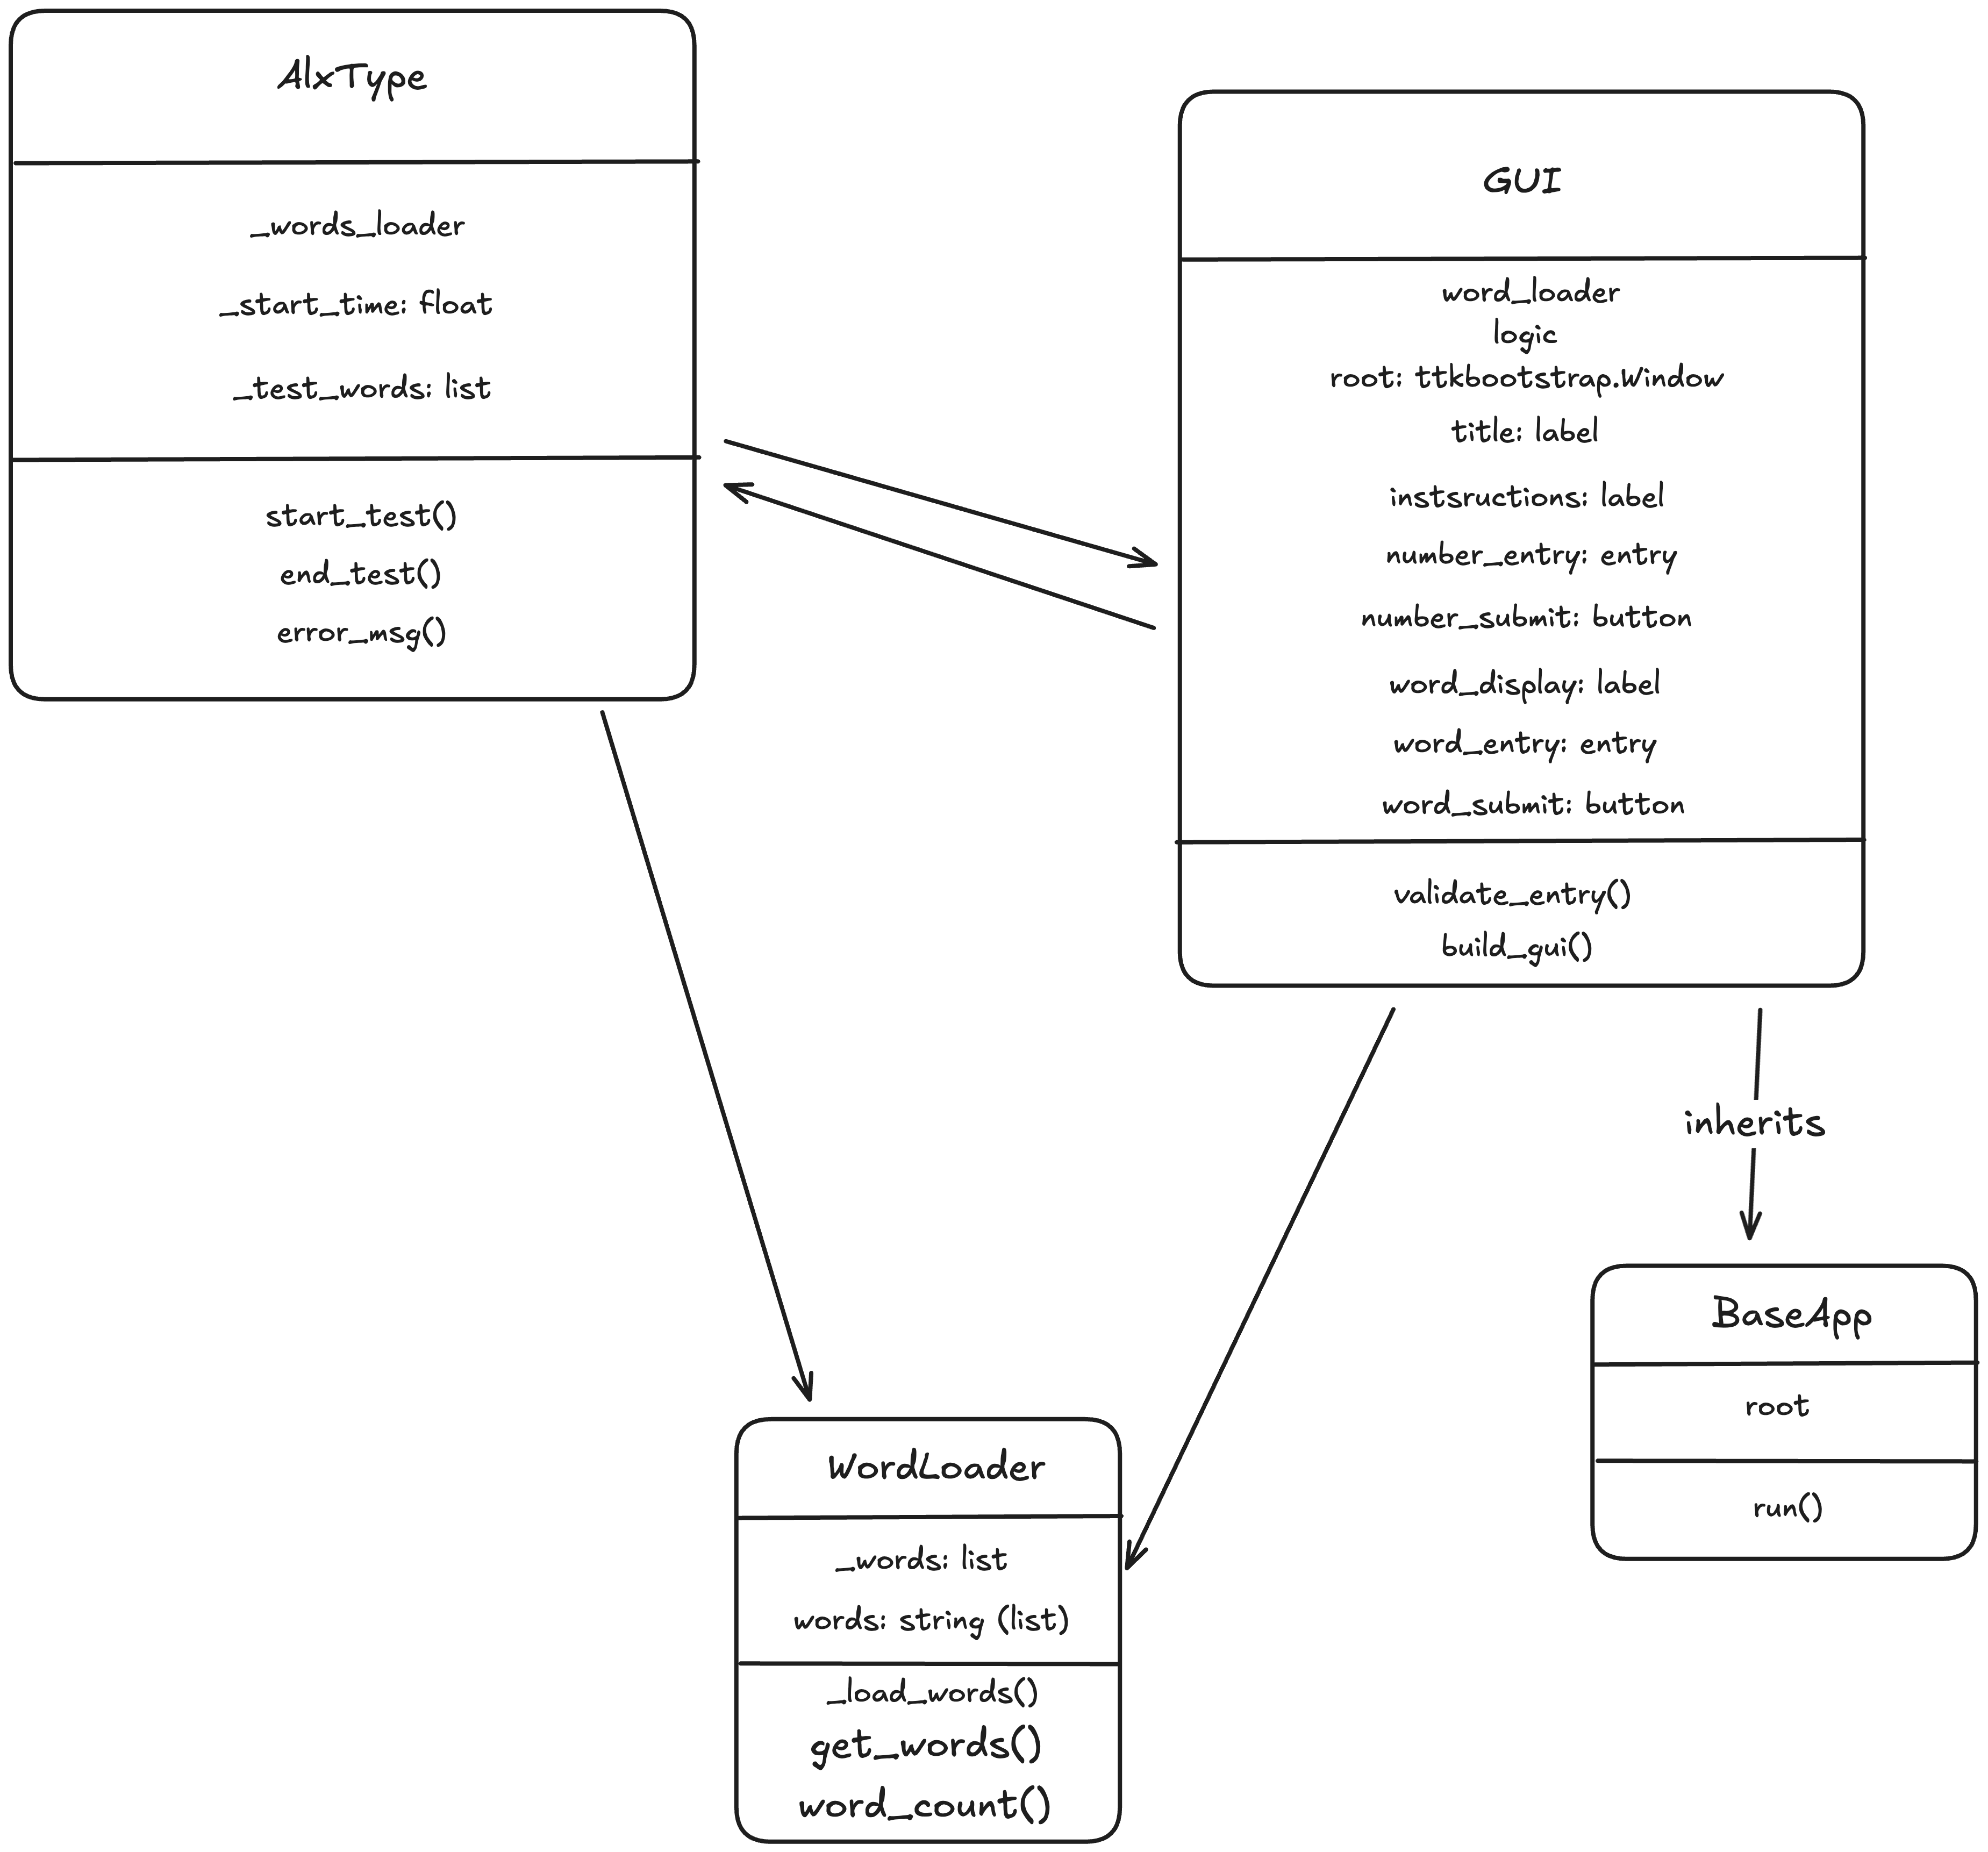 AlxType
_words_loader
_start_time: float
_test_words: list
start_test()
end_test()
error_msg()
GUI
word_loader
logic
root: ttkbootstrap.Window
title: label
instsructions: label
number_entry: entry
number_submit: button
word_display: label
word_entry: entry
word_submit: button
validate_entry()
build_gui()
inherits
BaseApp
root
run()
WordLoader
_words: list
words: string (list)
_load_words()
get_words()
word_count()